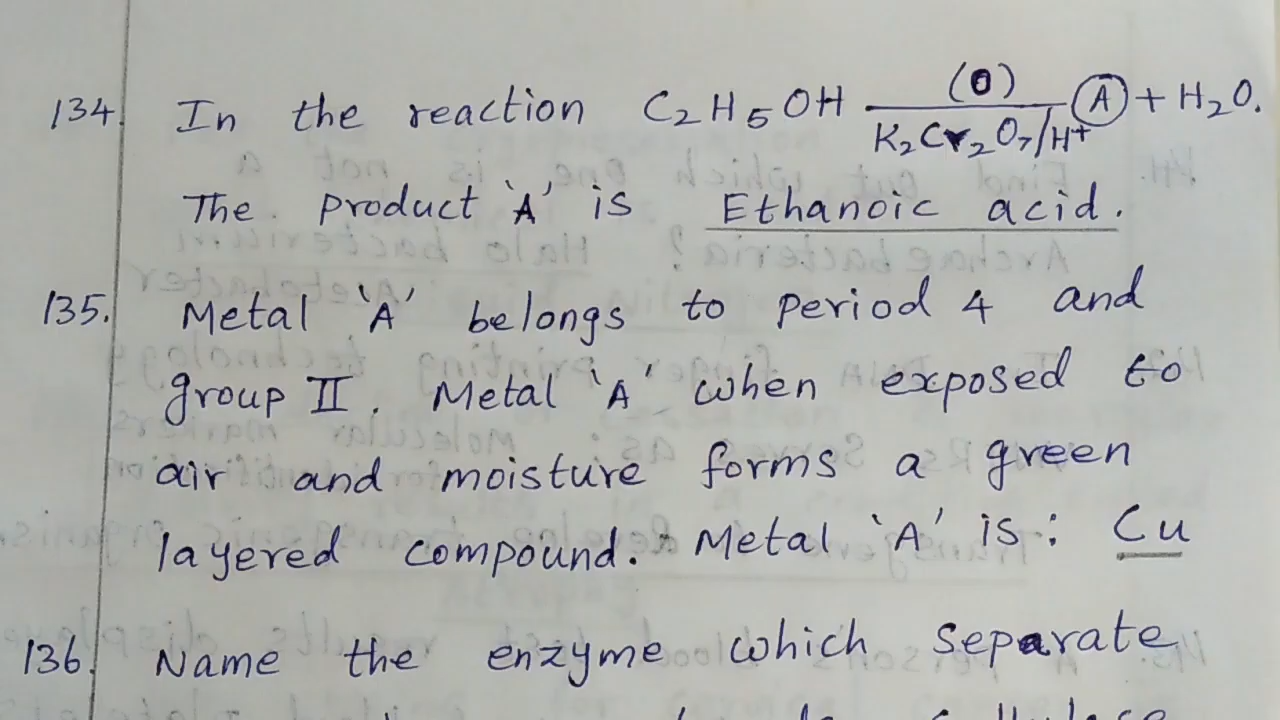 134. In the reaction C₂H₅OH (O) K₂Cr₂O₇/H⁺ A + H₂O.
The product 'A' is Ethanoic acid.
135. Metal 'A' belongs to period 4 and
group II. Metal 'A' when exposed to
air and moisture forms a green
layered compound. Metal 'A' is: Cu
136. Name the enzyme which separate